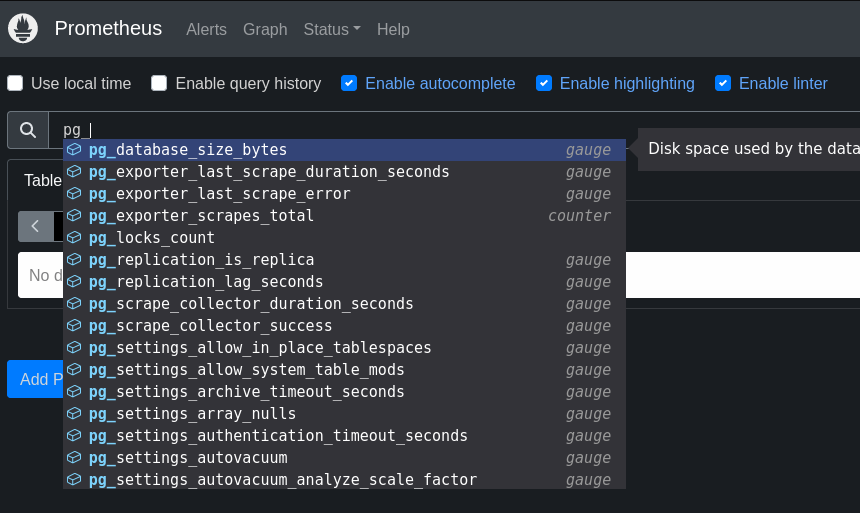 Prometheus Alerts Graph Status Help
Use local time Enable query history Enable autocomplete Enable highlighting Enable linter
pg_
pg_database_size_bytes gauge Disk space used by the data
pg_exporter_last_scrape_duration_seconds gauge
Table
pg_exporter_last_scrape_error gauge
pg_exporter_scrapes_total counter
pg_locks_count
pg_replication_is_replica gauge
No d
pg_replication_lag_seconds gauge
pg_scrape_collector_duration_seconds gauge
pg_scrape_collector_success gauge
pg_settings_allow_in_place_tablespaces gauge
pg_settings_allow_system_table_mods gauge
Add P
pg_settings_archive_timeout_seconds gauge
pg_settings_array_nulls gauge
pg_settings_authentication_timeout_seconds gauge
pg_settings_autovacuum gauge
pg_settings_autovacuum_analyze_scale_factor gauge